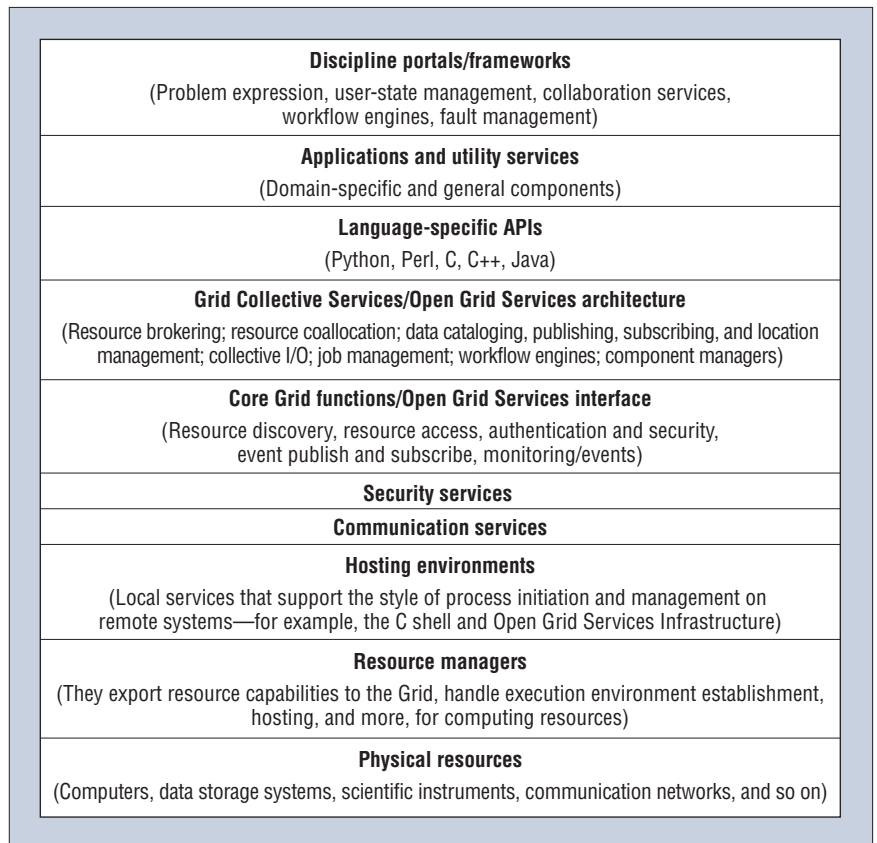 Discipline portals/frameworks
(Problem expression, user-state management, collaboration services,
workflow engines, fault management)
Applications and utility services
(Domain-specific and general components)
Language-specific APIs
(Python, Perl, C, C++, Java)
Grid Collective Services/Open Grid Services architecture
(Resource brokering; resource coallocation; data cataloging, publishing, subscribing, and location
management; collective I/O; job management; workflow engines; component managers)
Core Grid functions/Open Grid Services interface
(Resource discovery, resource access, authentication and security,
event publish and subscribe, monitoring/events)
Security services
Communication services
Hosting environments
(Local services that support the style of process initiation and management on
remote systems—for example, the C shell and Open Grid Services Infrastructure)
Resource managers
(They export resource capabilities to the Grid, handle execution environment establishment,
hosting, and more, for computing resources)
Physical resources
(Computers, data storage systems, scientific instruments, communication networks, and so on)